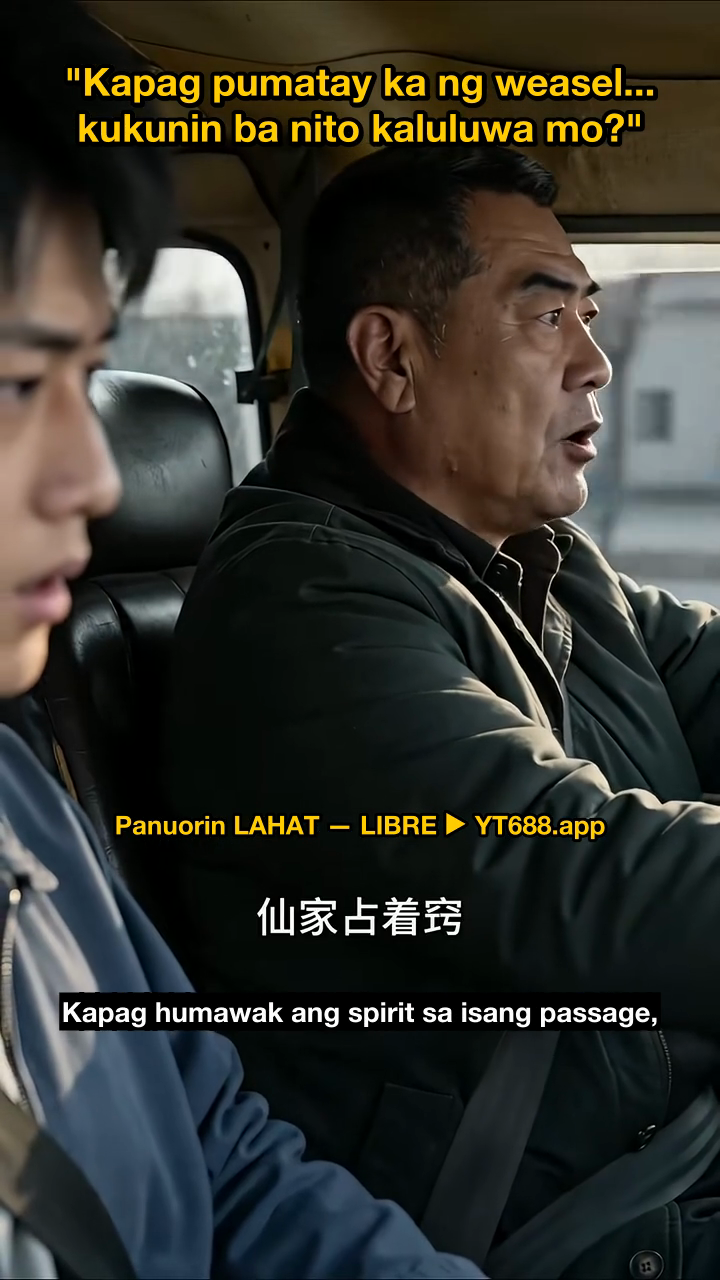 "Kapag pumatay ka ng weasel...
kukunin ba nito kaluluwa mo?"
Panuorin LAHAT — LIBRE ▶ YT688.app
仙家占着窍
Kapag humawak ang spirit sa isang passage,